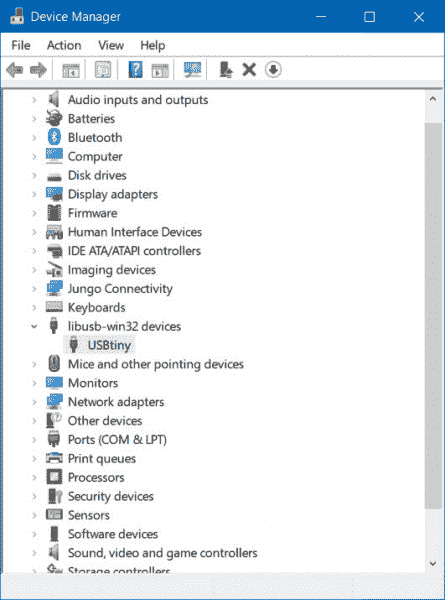 Device Manager
File Action View Help
Audio inputs and outputs
Batteries
Bluetooth
Computer
Disk drives
Display adapters
Firmware
Human Interface Devices
IDE ATA/ATAPI controllers
Imaging devices
Jungo Connectivity
Keyboards
libusb-win32 devices
USBtiny
Mice and other pointing devices
Monitors
Network adapters
Other devices
Ports (COM & LPT)
Print queues
Processors
Security devices
Sensors
Software devices
Sound, video and game controllers
Storage controllers